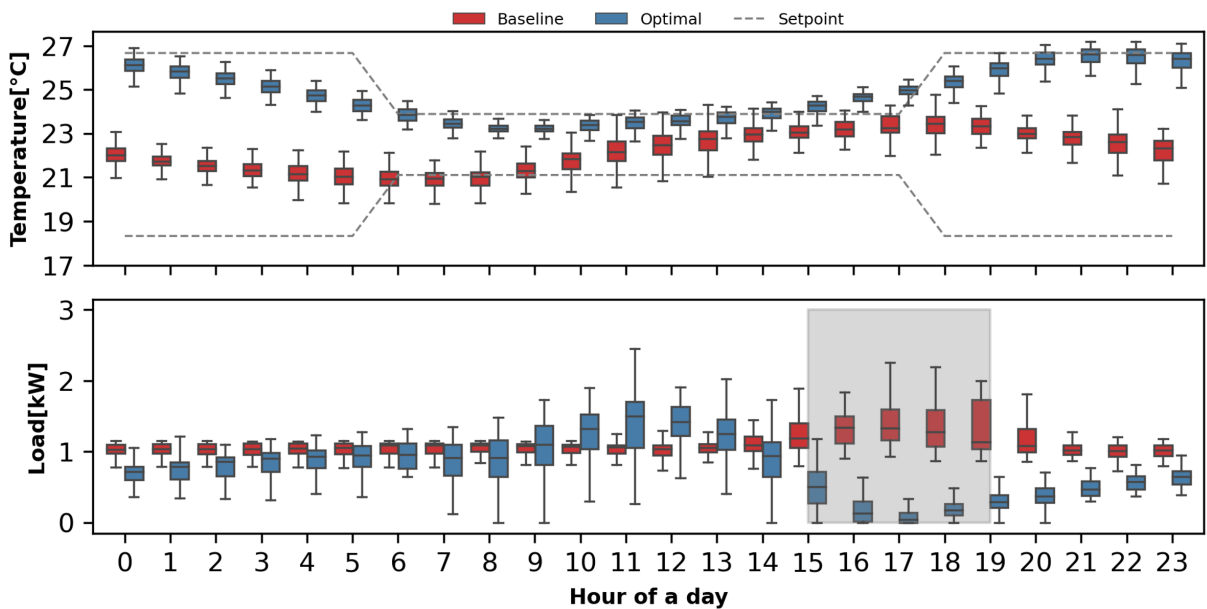 Baseline Optimal Setpoint
Temperature[°C]
27
25
23
21
19
17
Load[kW]
3
2
1
0
0 1 2 3 4 5 6 7 8 9 10 11 12 13 14 15 16 17 18 19 20 21 22 23
Hour of a day